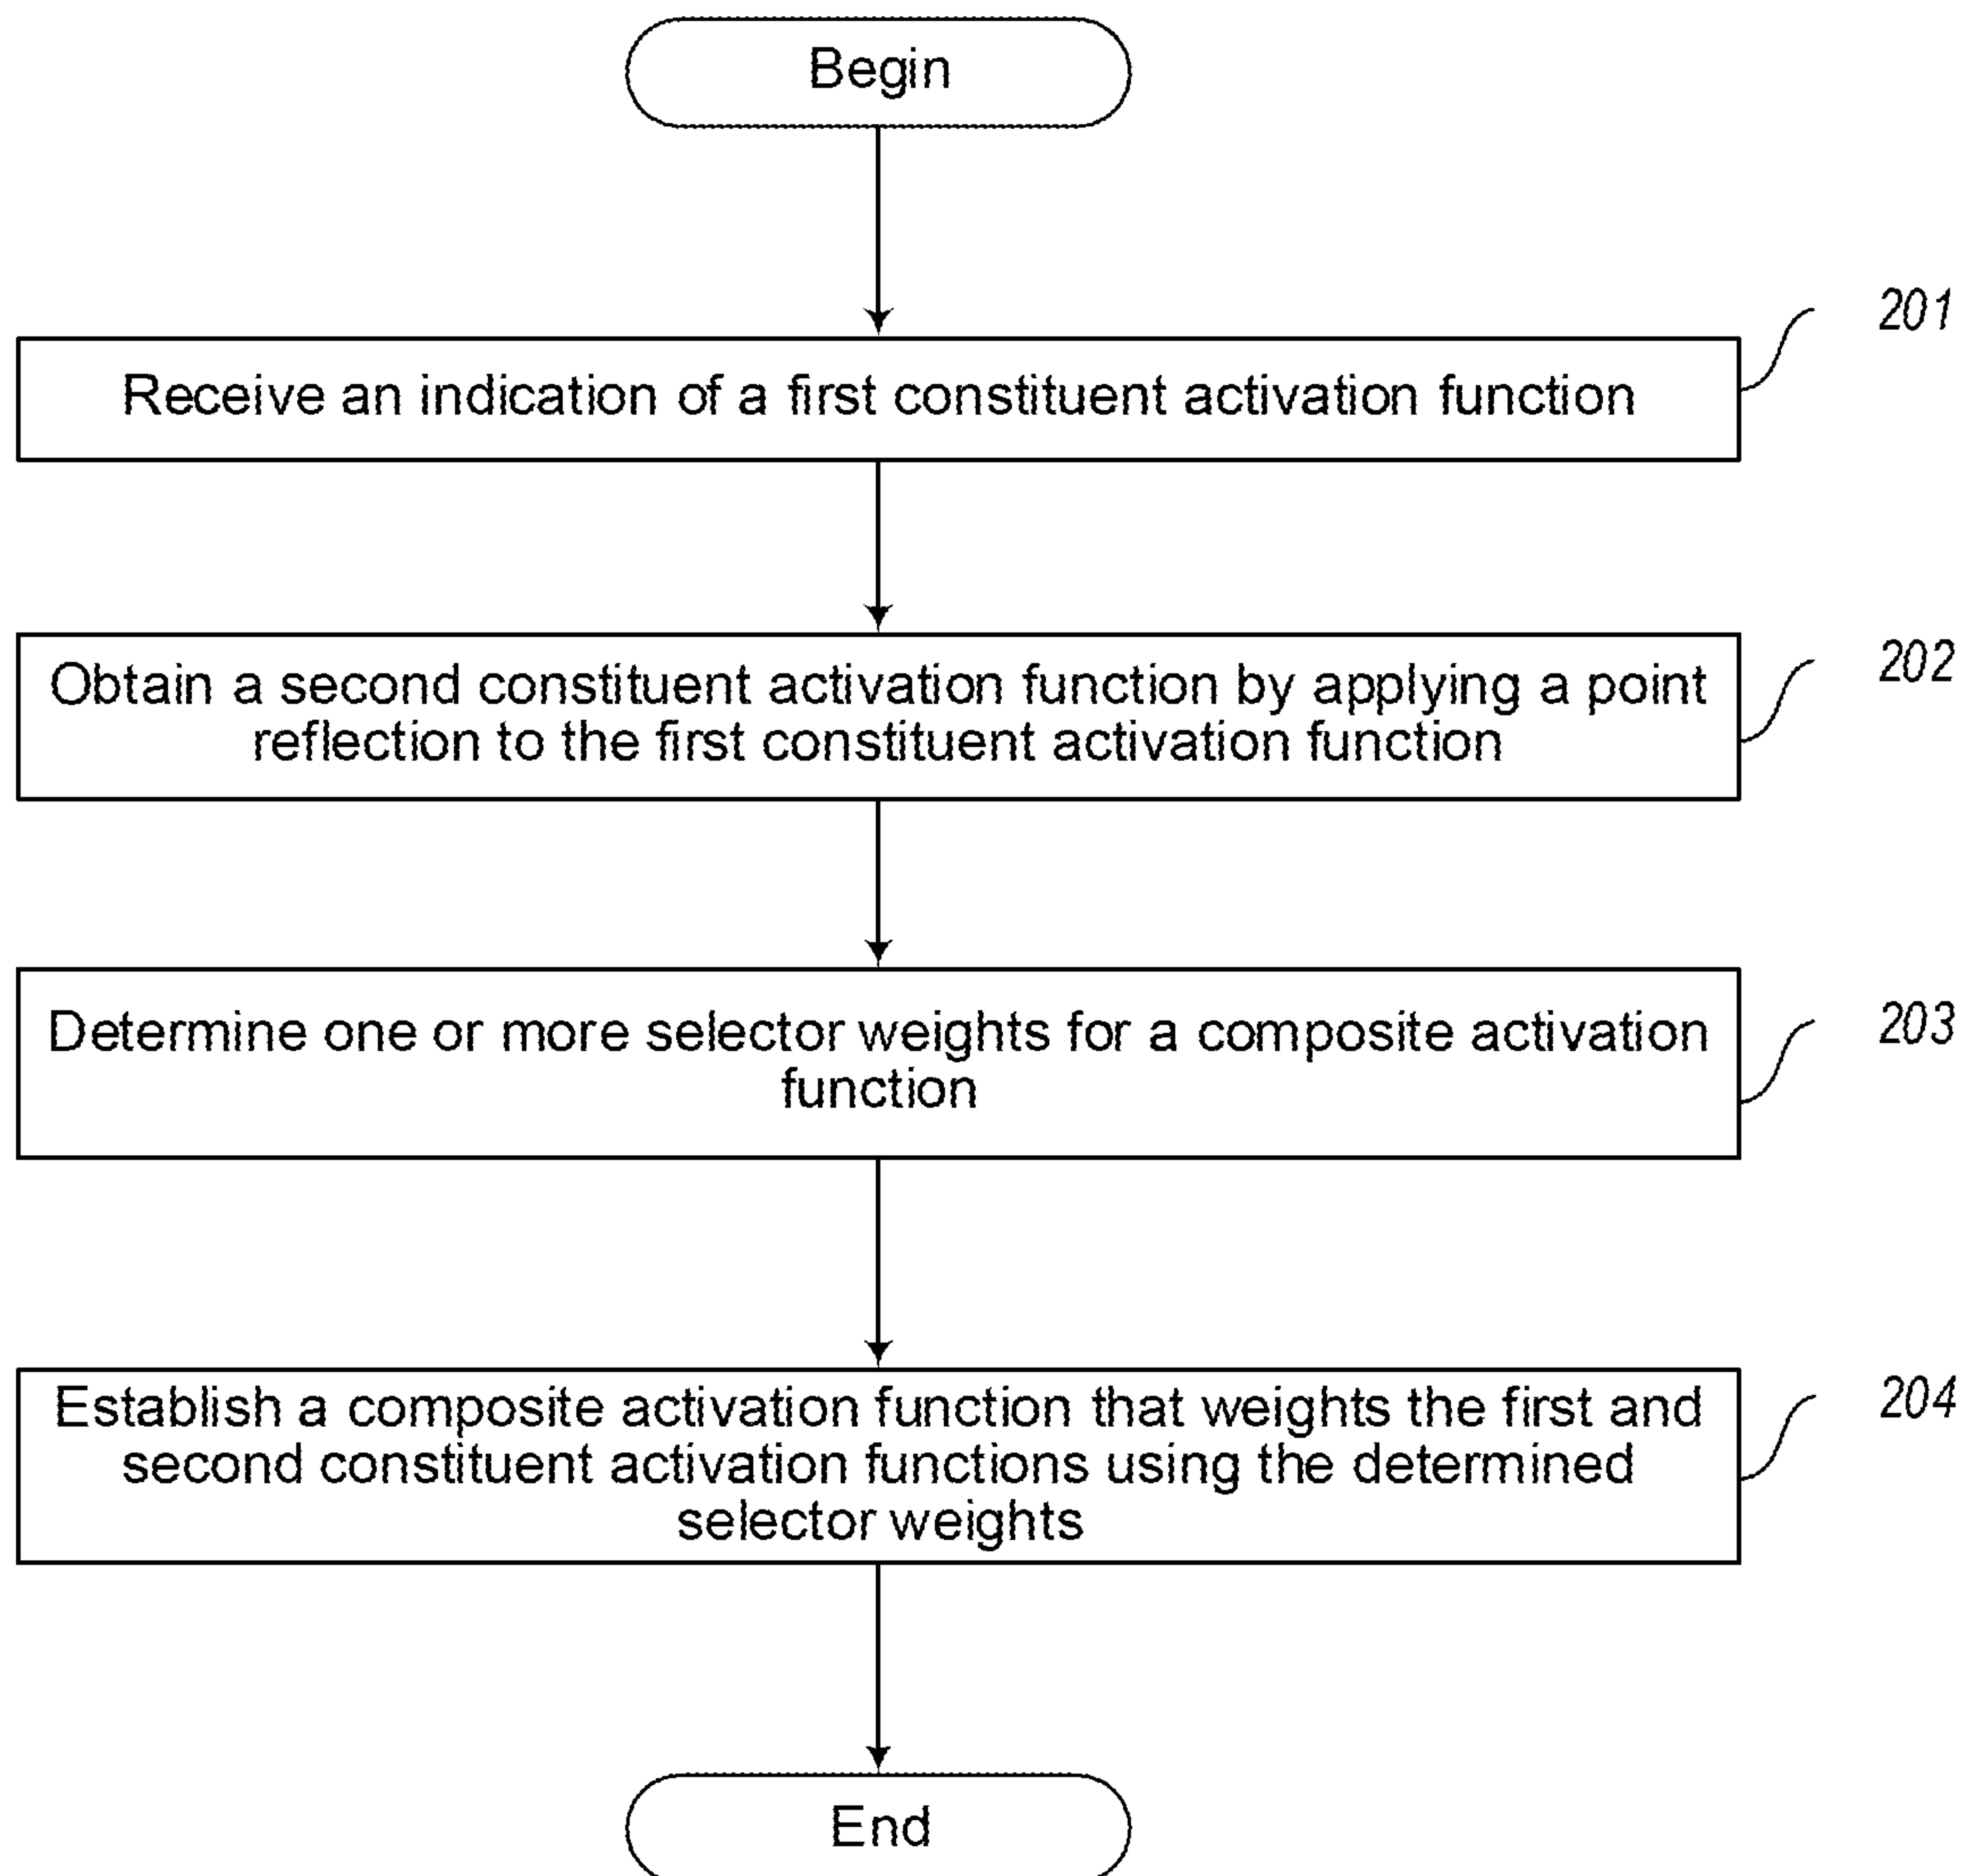 Begin
201
Receive an indication of a first constituent activation function
202
Obtain a second constituent activation function by applying a point
reflection to the first constituent activation function
203
Determine one or more selector weights for a composite activation
function
204
Establish a composite activation function that weights the first and
second constituent activation functions using the determined
selector weights
End